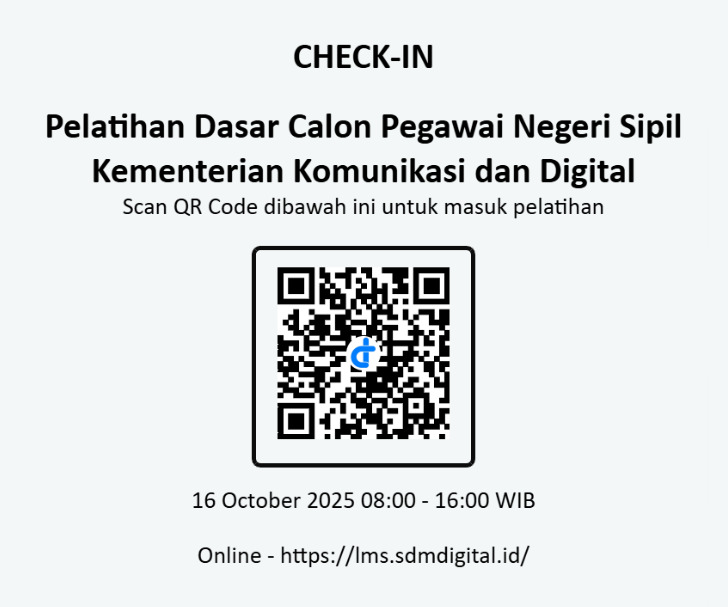 CHECK-IN
Pelatihan Dasar Calon Pegawai Negeri Sipil
Kementerian Komunikasi dan Digital
Scan QR Code dibawah ini untuk masuk pelatihan
16 October 2025 08:00 - 16:00 WIB
Online - https://lms.sdmdigital.id/